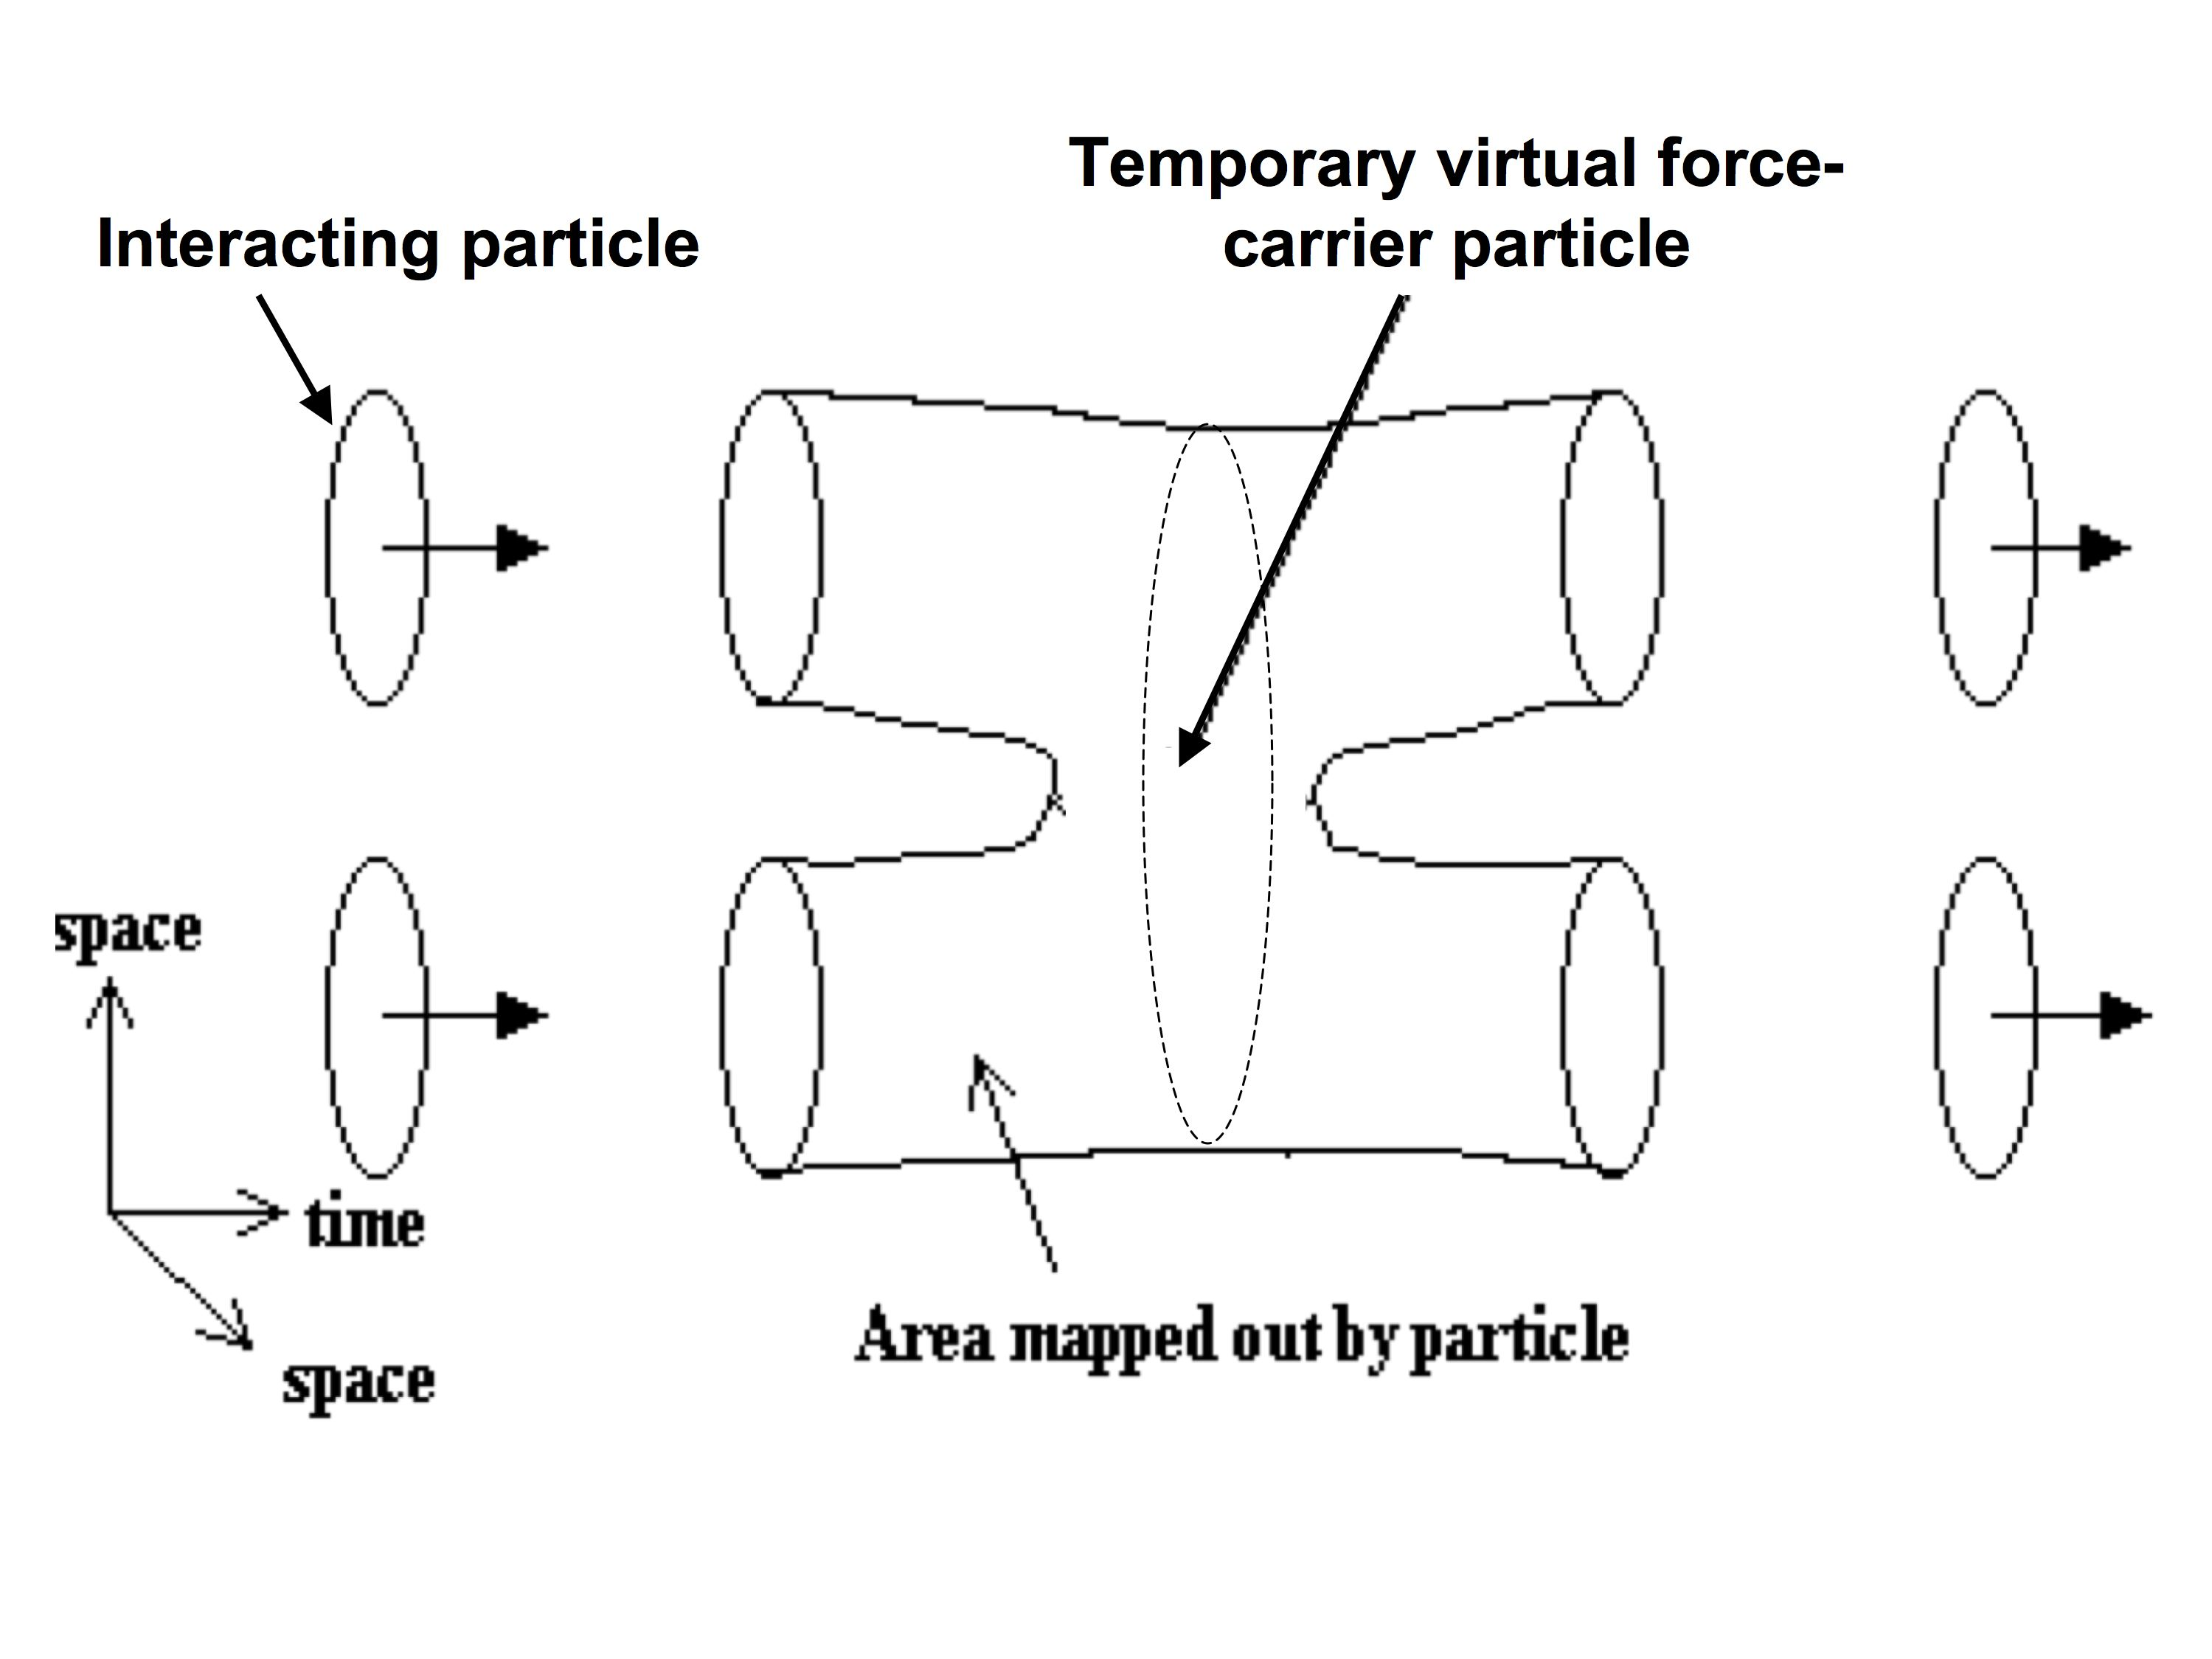 Temporary virtual force-
carrier particle
Interacting particle
space
time
space
Area mapped out by particle